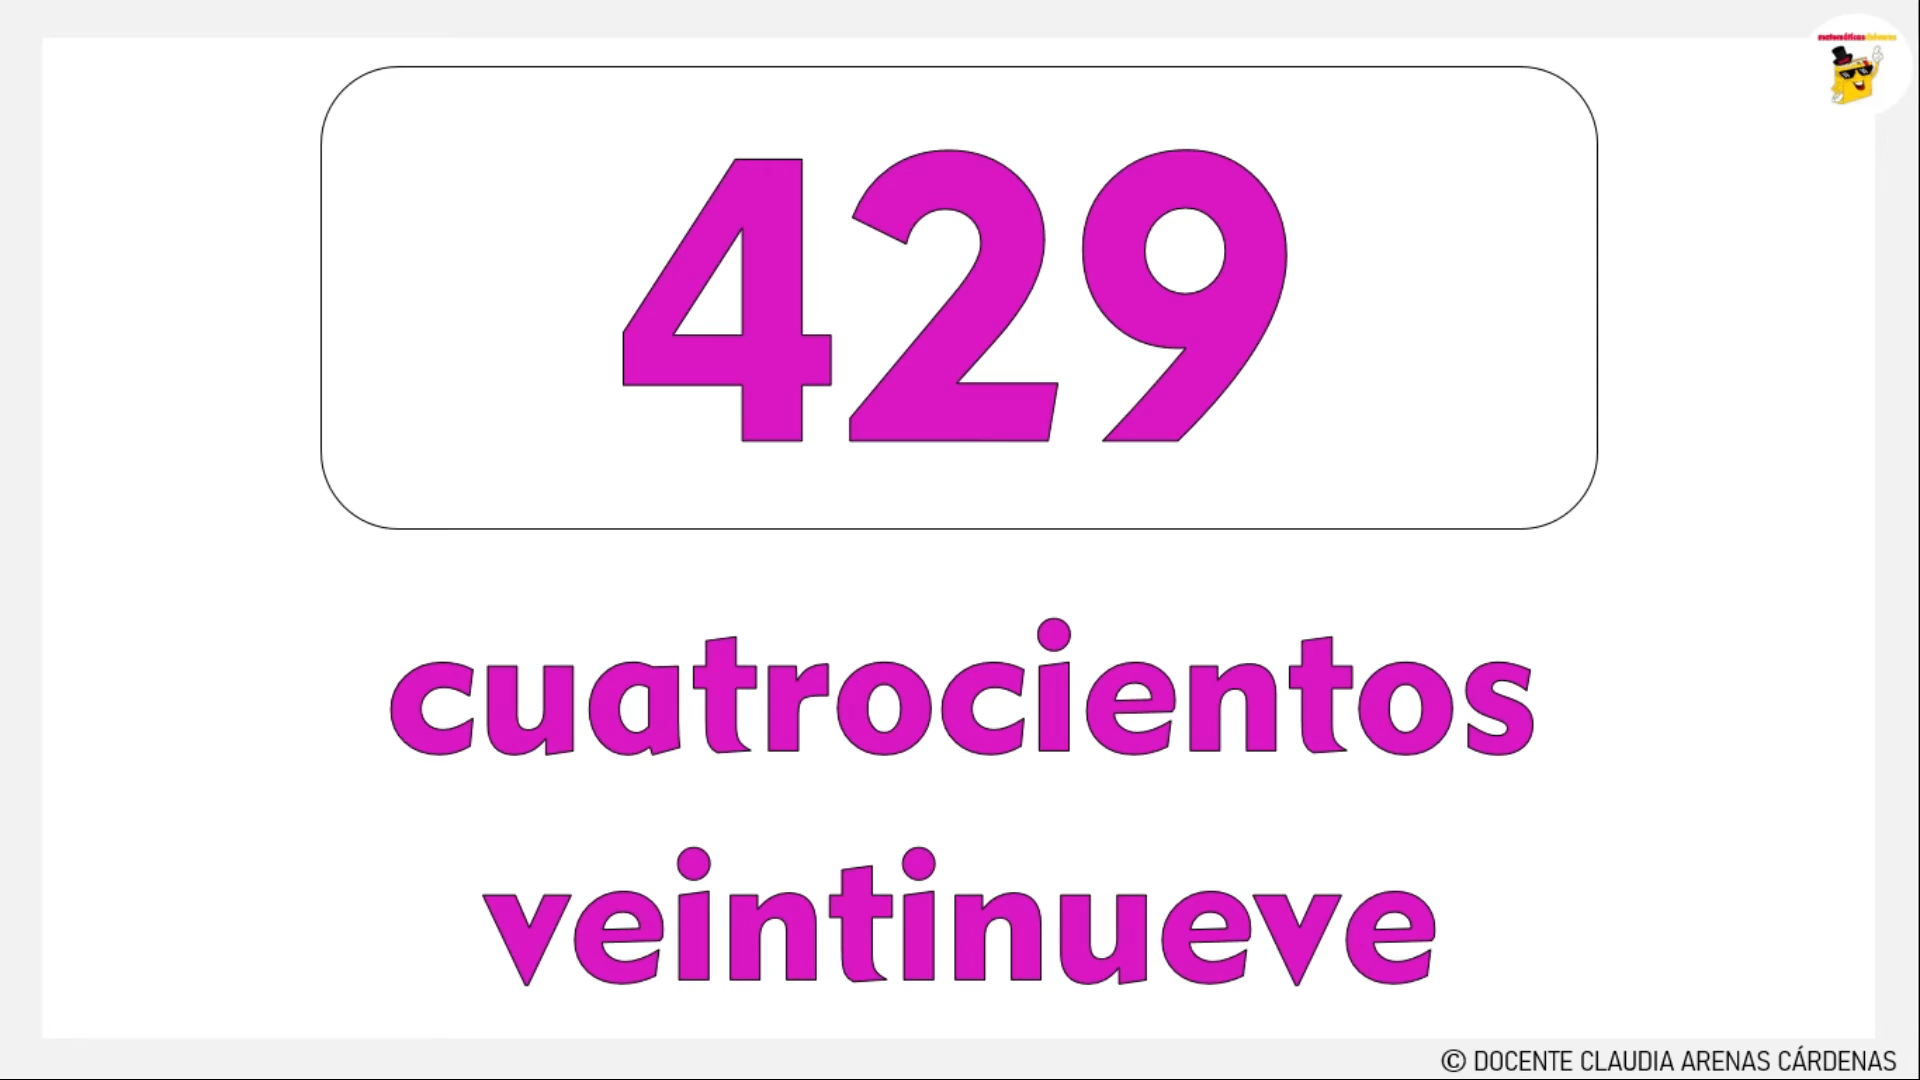 429
cuatrocientos
veintinueve
© DOCENTE CLAUDIA ARENAS CÁRDENAS